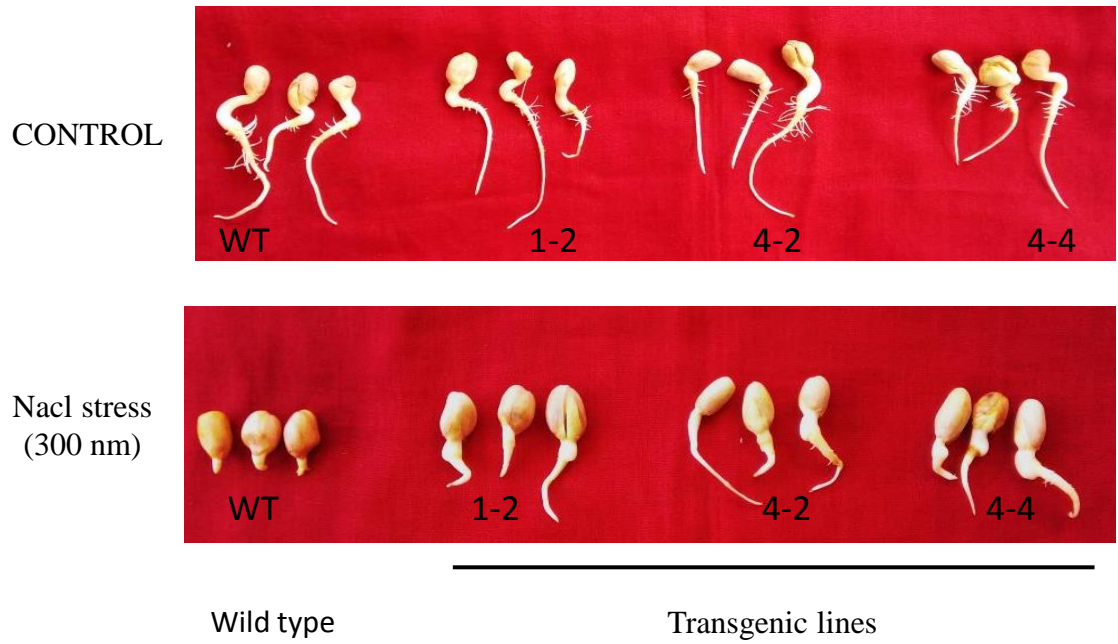 CONTROL
WT 1-2 4-2 4-4
Nacl stress
(300 nm)
WT 1-2 4-2 4-4
Wild type Transgenic lines